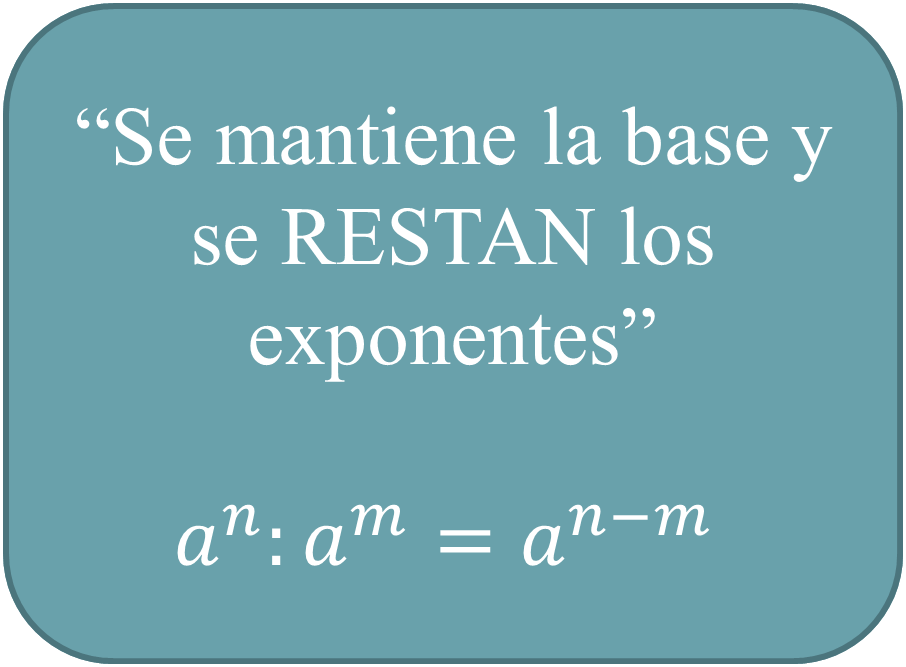 “Se mantiene la base y
se RESTAN los
exponentes”
𝑎ⁿ: 𝑎ᵐ = 𝑎ⁿ⁻ᵐ